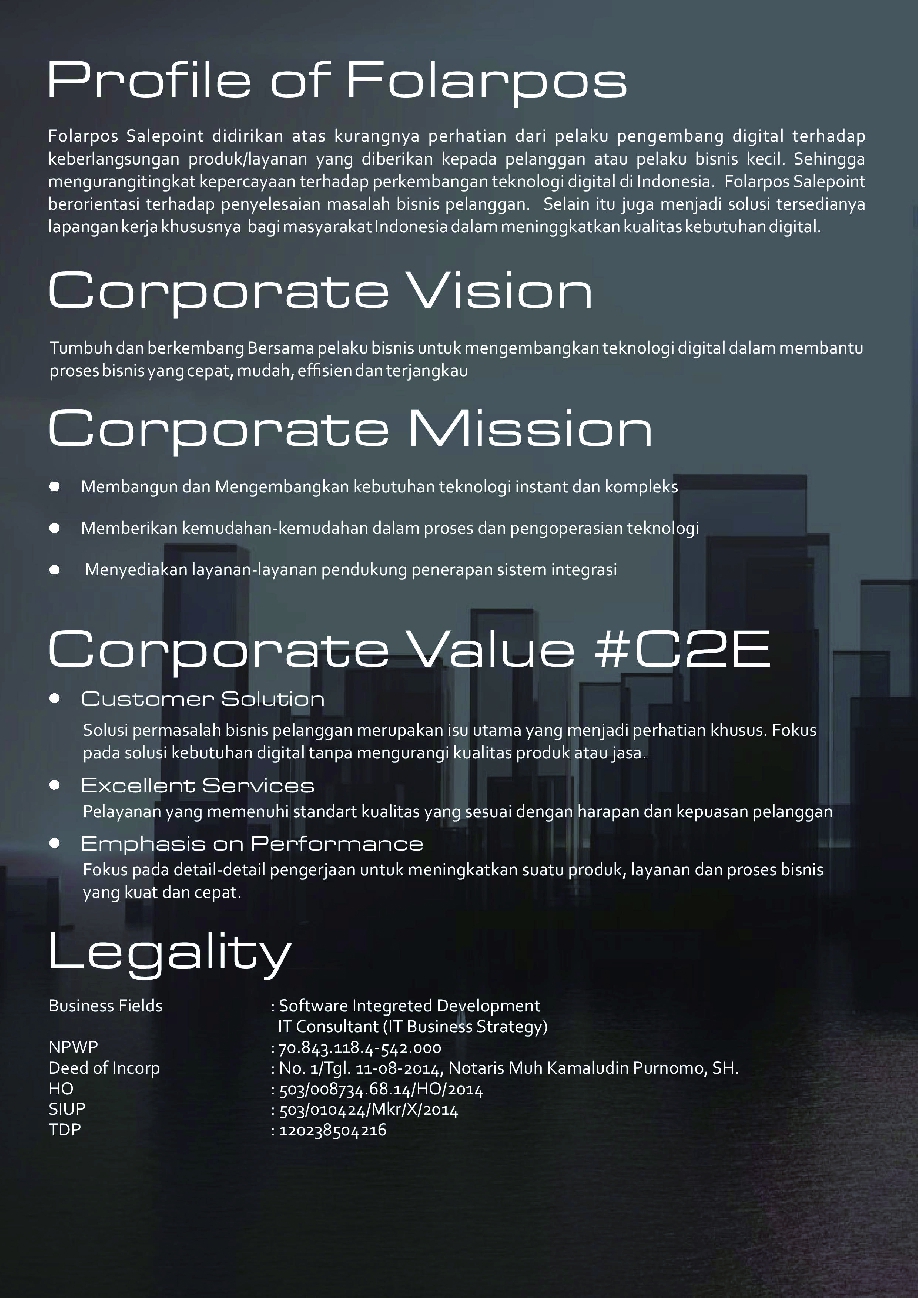 Profile of Folarpos
Folarpos Salepoint didirikan atas kurangnya perhatian dari pelaku pengembang digital terhadap
keberlangsungan produk/layanan yang diberikan kepada pelanggan atau pelaku bisnis kecil. Sehingga
mengurangitingkat kepercayaan terhadap perkembangan teknologi digital di Indonesia. Folarpos Salepoint
berorientasi terhadap penyelesaian masalah bisnis pelanggan. Selain itu juga menjadi solusi tersedianya
lapangan kerja khususnya bagi masyarakat Indonesia dalam meninggkatkan kualitas kebutuhan digital.
Corporate Vision
Tumbuh dan berkembang Bersama pelaku bisnis untuk mengembangkan teknologi digital dalam membantu
proses bisnis yang cepat, mudah, effisien dan terjangkau
Corporate Mission
● Membangun dan Mengembangkan kebutuhan teknologi instant dan kompleks
● Memberikan kemudahan-kemudahan dalam proses dan pengoperasian teknologi
● Menyediakan layanan-layanan pendukung penerapan sistem integrasi
Corporate Value #C2E
● Customer Solution
Solusi permasalah bisnis pelanggan merupakan isu utama yang menjadi perhatian khusus. Fokus
pada solusi kebutuhan digital tanpa mengurangi kualitas produk atau jasa.
● Excellent Services
Pelayanan yang memenuhi standart kualitas yang sesuai dengan harapan dan kepuasan pelanggan
● Emphasis on Performance
Fokus pada detail-detail pengerjaan untuk meningkatkan suatu produk, layanan dan proses bisnis
yang kuat dan cepat.
Legality
Business Fields : Software Integreted Development
IT Consultant (IT Business Strategy)
NPWP : 70.843.118.4-542.000
Deed of Incorp : No. 1/Tgl. 11-08-2014, Notaris Muh Kamaludin Purnomo, SH.
HO : 503/008734.68.14/HO/2014
SIUP : 503/010424/Mkr/X/2014
TDP : 120238504216